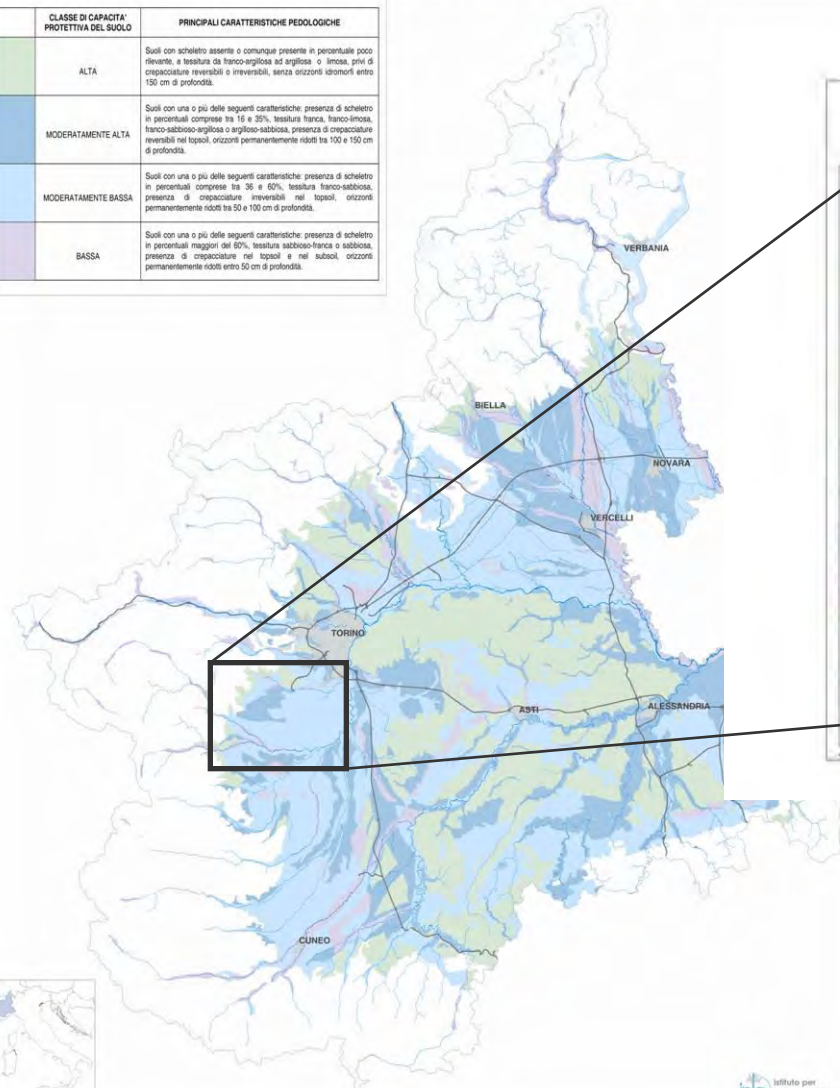 CLASSE DI CAPACITA'
PROTETTIVA DEL SUOLO
PRINCIPALI CARATTERISTICHE PEDOLOGICHE
ALTA
Suoli con scheletro assente o comunque presente in percentuale poco
rilevante, a tessitura da franco-argillosa ad argillosa o limosa, privi di
crepacciature reversibili o irreversibili, senza orizzonti idromorfi entro
150 cm di profondità.
MODERATAMENTE ALTA
Suoli con una o più delle seguenti caratteristiche: presenza di scheletro
in percentuali comprese tra 16 e 35%, tessitura franca, franco-limosa,
franco-sabbioso-argillosa o argilloso-sabbiosa, presenza di crepacciature
reversibili nel topsoil, orizzonti permanentemente ridotti tra 100 e 150 cm
di profondità.
MODERATAMENTE BASSA
Suoli con una o più delle seguenti caratteristiche: presenza di scheletro
in percentuali comprese tra 36 e 60%, tessitura franco-sabbiosa,
presenza di crepacciature irreversibili nel topsoil, orizzonti
permanentemente ridotti tra 50 e 100 cm di profondità.
BASSA
Suoli con una o più delle seguenti caratteristiche: presenza di scheletro
in percentuali maggiori del 60%, tessitura sabbioso-franca o sabbiosa,
presenza di crepacciature nel topsoil e nel subsoil, orizzonti
permanentemente ridotti entro 50 cm di profondità.
VERBANIA
BIELLA
NOVARA
VERCELLI
TORINO
ASTI
ALESSANDRIA
CUNEO
istituto per